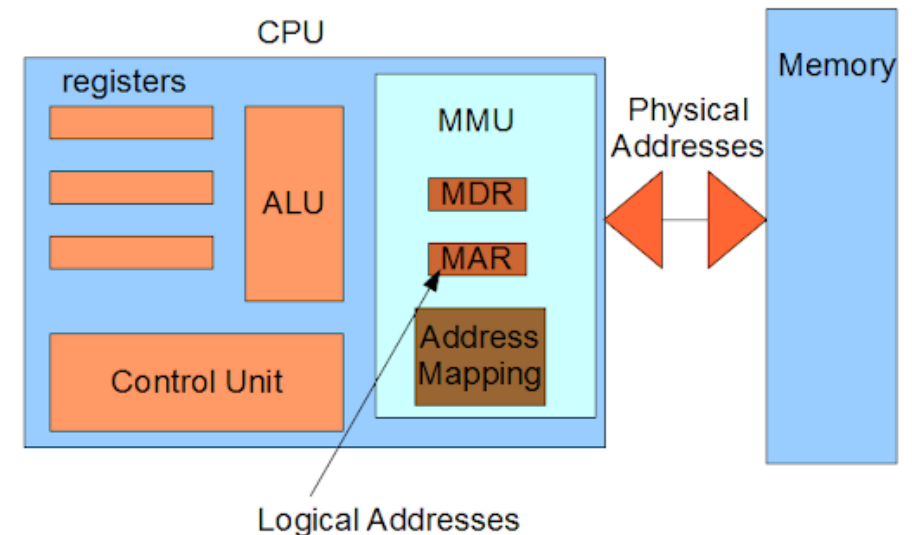 CPU
registers
ALU
Control Unit
MMU
MDR
MAR
Address
Mapping
Physical
Addresses
Memory
Logical Addresses